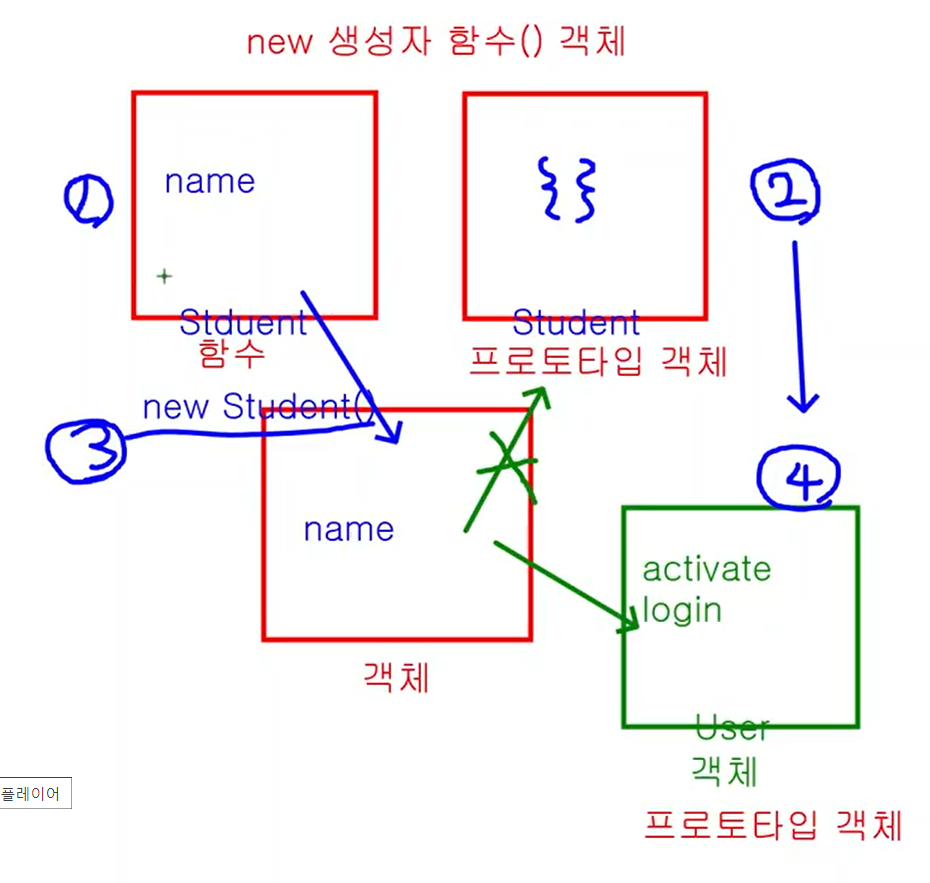 new 생성자 함수() 객체
① name {} ②
Stduent Student
함수 프로토타입 객체
new Student()
③
④
name
activate
login
객체
User
객체
플레이어
프로토타입 객체